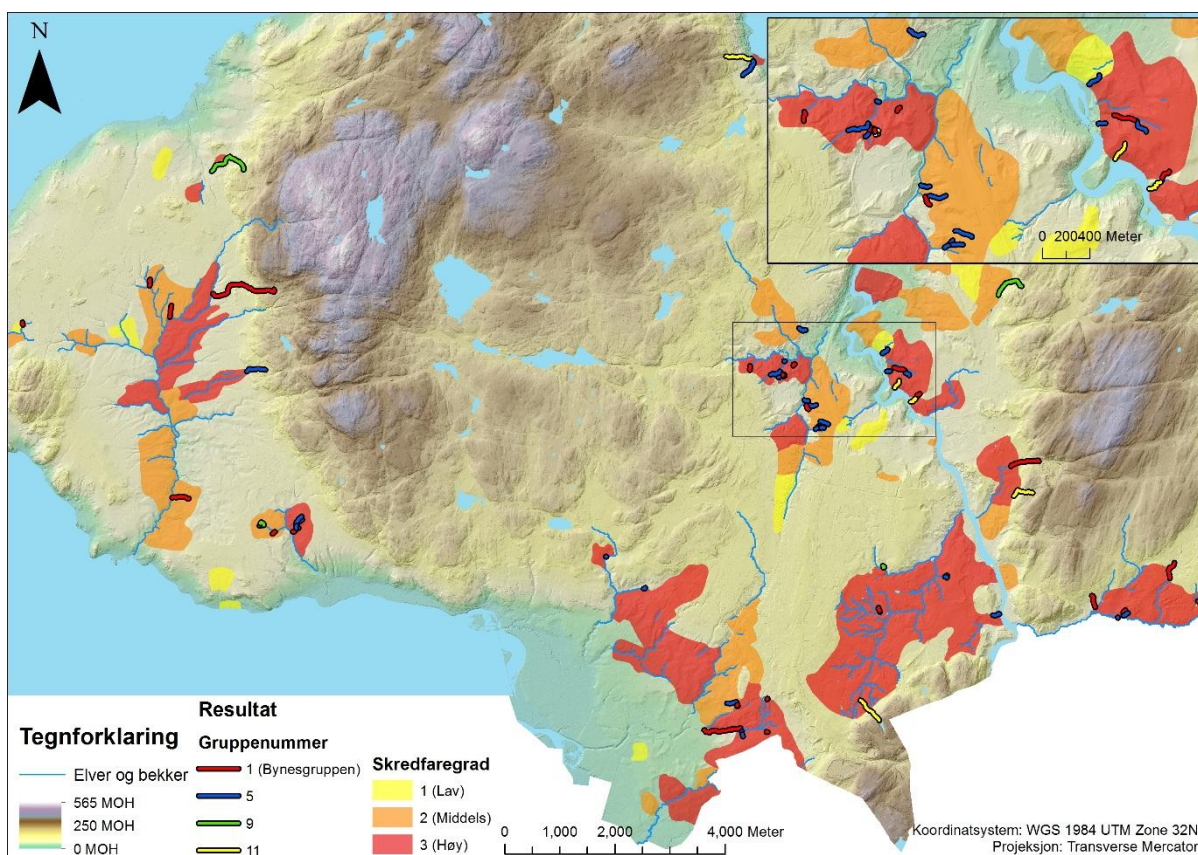 N
0 200400 Meter
Tegnforklaring
Elver og bekker
565 MOH
250 MOH
0 MOH
Resultat
Gruppenummer
1 (Bynesgruppen)
5
9
11
Skredfaregrad
1 (Lav)
2 (Middels)
3 (Høy)
0 1,000 2,000 4,000 Meter
Koordinatsystem: WGS 1984 UTM Zone 32N
Projeksjon: Transverse Mercator